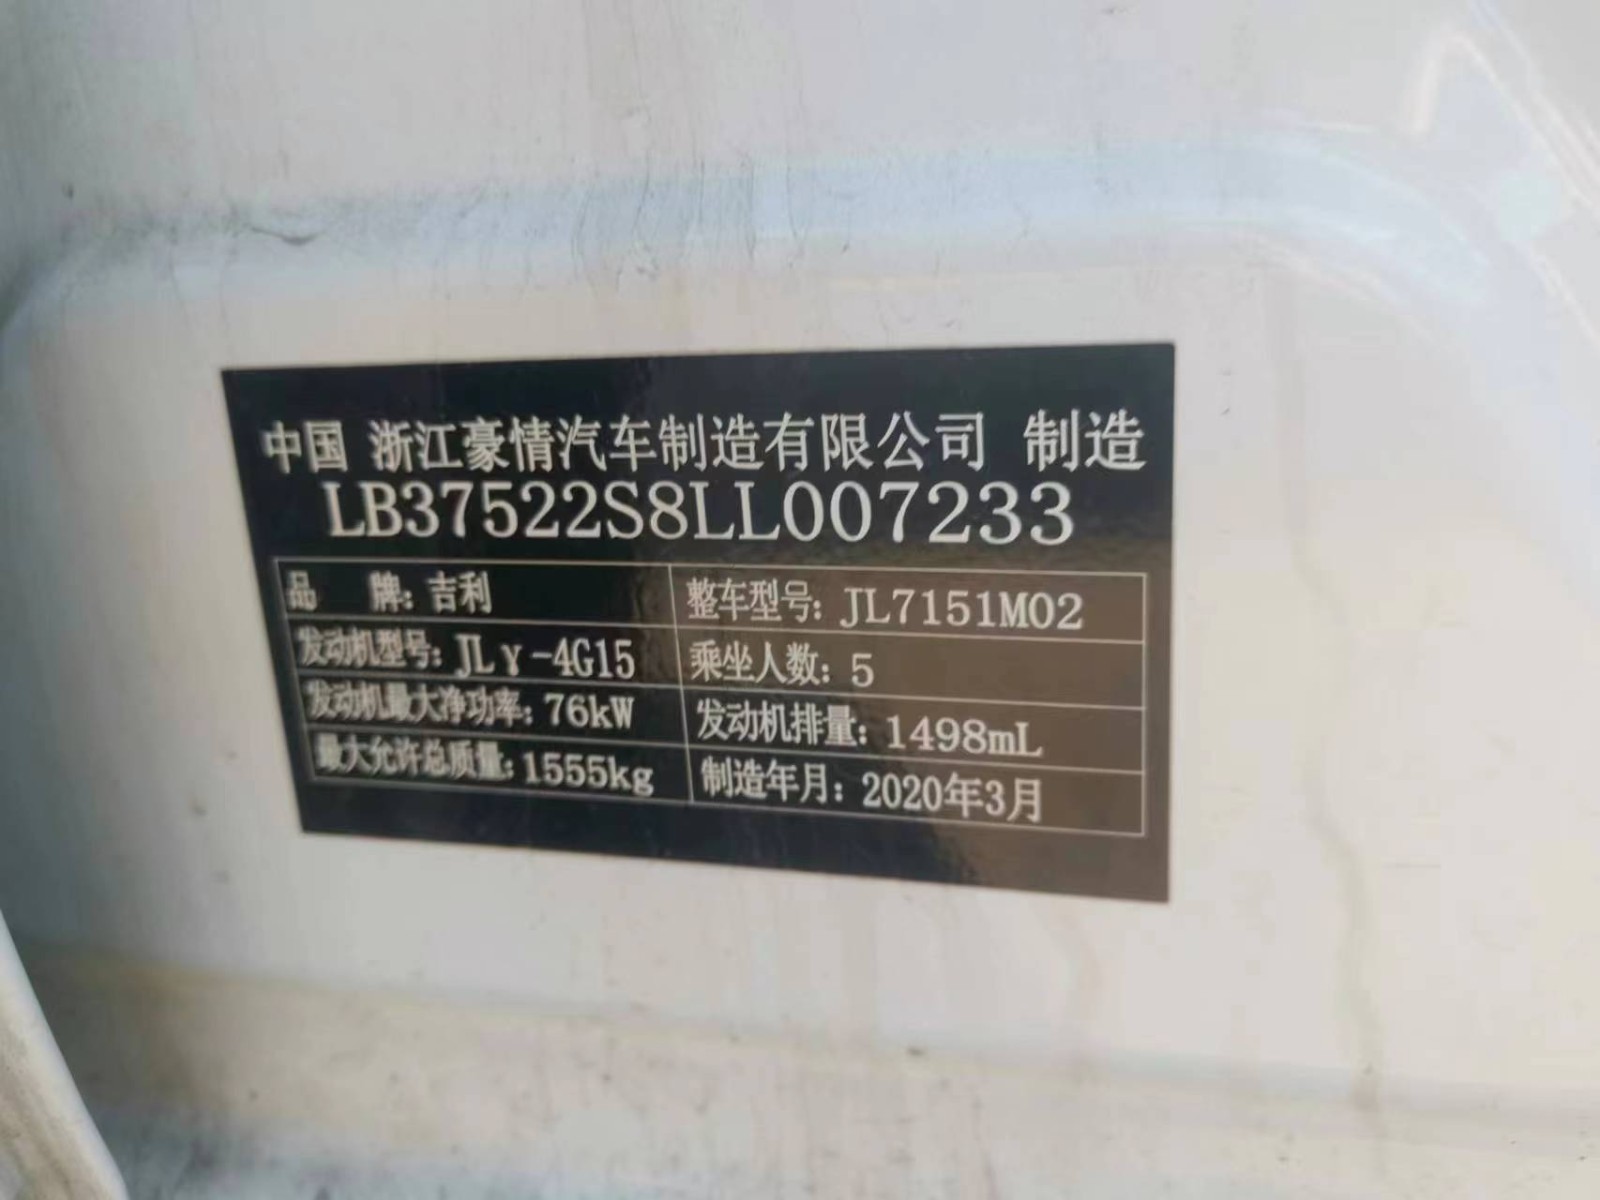 中国 浙江豪情汽车制造有限公司 制造
LB37522S8LL007233
品 牌: 吉利 整车型号: JL7151M02
发动机型号: JLγ-4G15 乘坐人数: 5
发动机最大净功率: 76kW 发动机排量: 1498mL
最大允许总质量: 1555kg 制造年月: 2020年3月